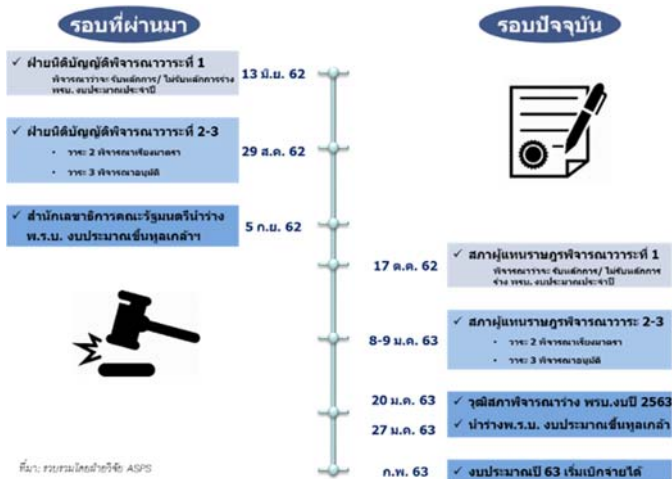 รอบที่ผ่านมา
✓ ฝ่ายนิติบัญญัติพิจารณาวาระที่ 1
พิจารณาว่าจะ รับหลักการ/ ไม่รับหลักการร่าง
พรบ. งบประมาณประจำปี
13 มิ.ย. 62
✓ ฝ่ายนิติบัญญัติพิจารณาวาระที่ 2-3
• วาระ 2 พิจารณาเรียงมาตรา
• วาระ 3 พิจารณาอนุมัติ
29 ส.ค. 62
✓ สำนักเลขาธิการคณะรัฐมนตรีนำร่าง
พ.ร.บ. งบประมาณขึ้นทูลเกล้าฯ
5 ก.ย. 62
รอบปัจจุบัน
17 ต.ค. 62
✓ สภาผู้แทนราษฎรพิจารณาวาระที่ 1
พิจารณาว่าจะ รับหลักการ/ ไม่รับหลักการ
ร่าง พรบ. งบประมาณประจำปี
8-9 ม.ค. 63
✓ สภาผู้แทนราษฎรพิจารณาวาระ 2-3
• วาระ 2 พิจารณาเรียงมาตรา
• วาระ 3 พิจารณาอนุมัติ
20 ม.ค. 63
✓ วุฒิสภาพิจารณาร่าง พรบ.งบปี 2563
27 ม.ค. 63
✓ นำร่างพ.ร.บ. งบประมาณขึ้นทูลเกล้า
ก.พ. 63
✓ งบประมาณปี 63 เริ่มเบิกจ่ายได้
ที่มา: รวบรวมโดยฝ่ายวิจัย ASPS